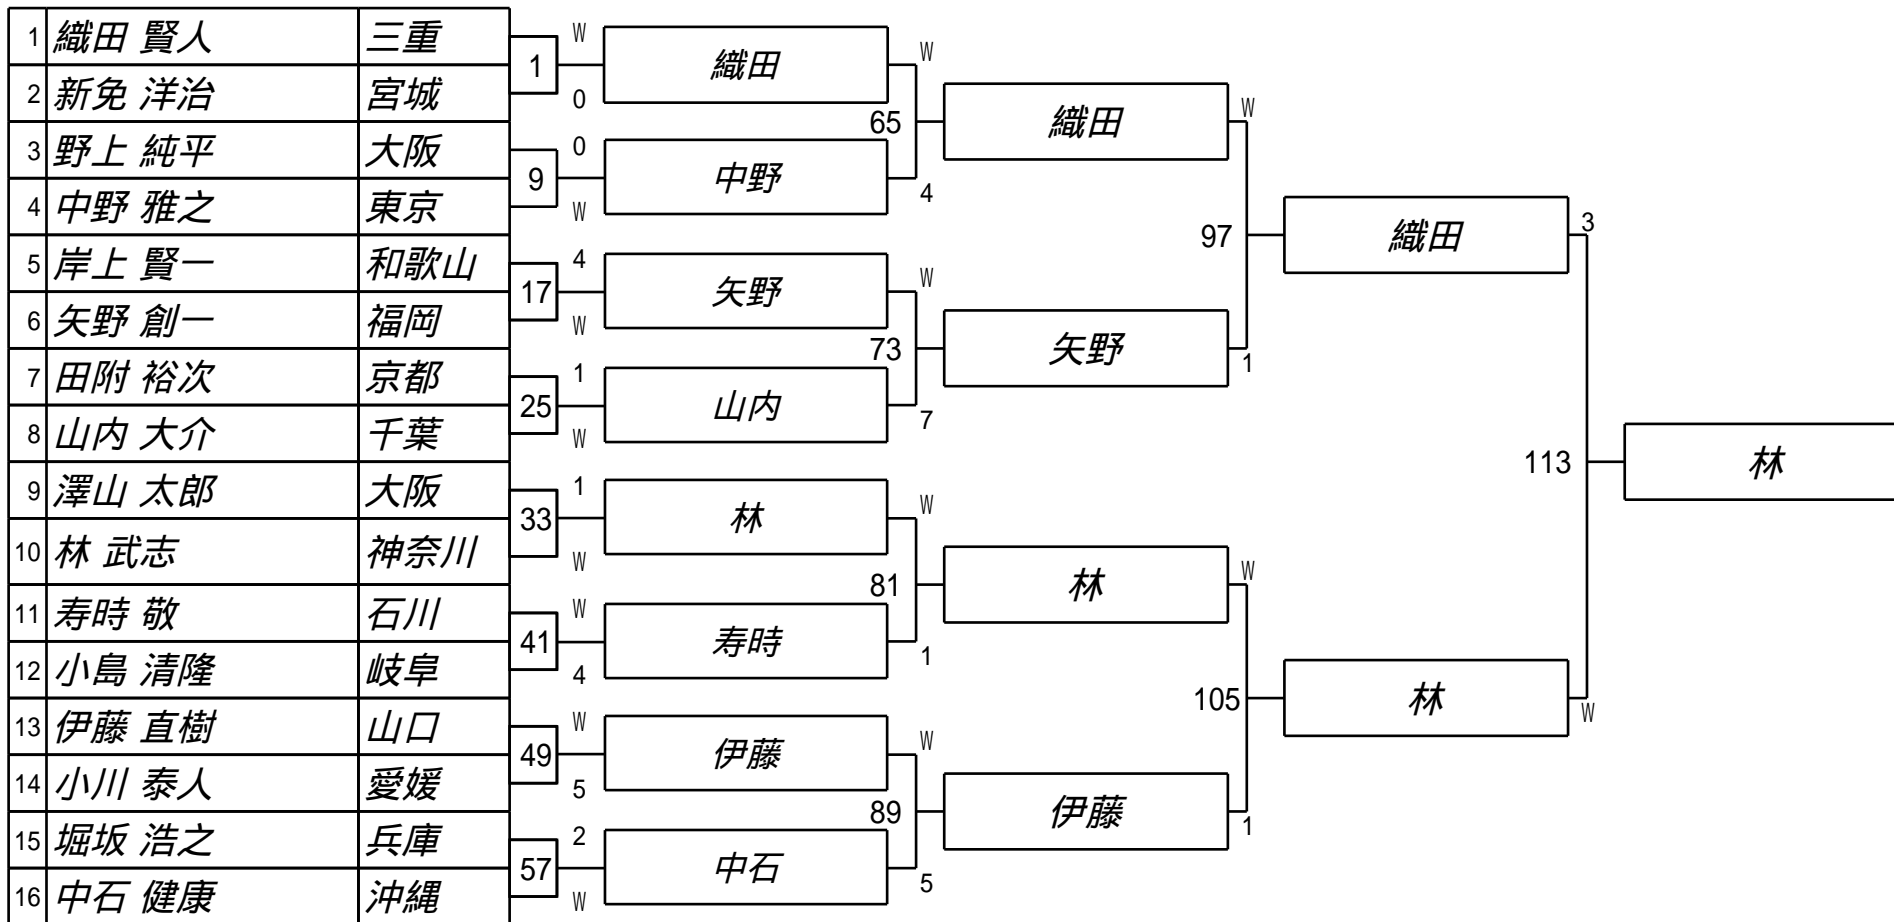 1 織田 賢人 三重
2 新免 洋治 宮城
3 野上 純平 大阪
4 中野 雅之 東京
5 岸上 賢一 和歌山
6 矢野 創一 福岡
7 田附 裕次 京都
8 山内 大介 千葉
9 澤山 太郎 大阪
10 林 武志 神奈川
11 寿時 敬 石川
12 小島 清隆 岐阜
13 伊藤 直樹 山口
14 小川 泰人 愛媛
15 堀坂 浩之 兵庫
16 中石 健康 沖縄
W
1
0
0
9
W
4
17
W
1
25
W
1
33
W
W
41
4
W
49
5
2
57
W
織田
中野
矢野
山内
林
寿時
伊藤
中石
W
65
4
W
73
7
W
81
1
W
89
5
織田
矢野
林
伊藤
W
97
1
W
105
1
織田
林
3
113
W
林